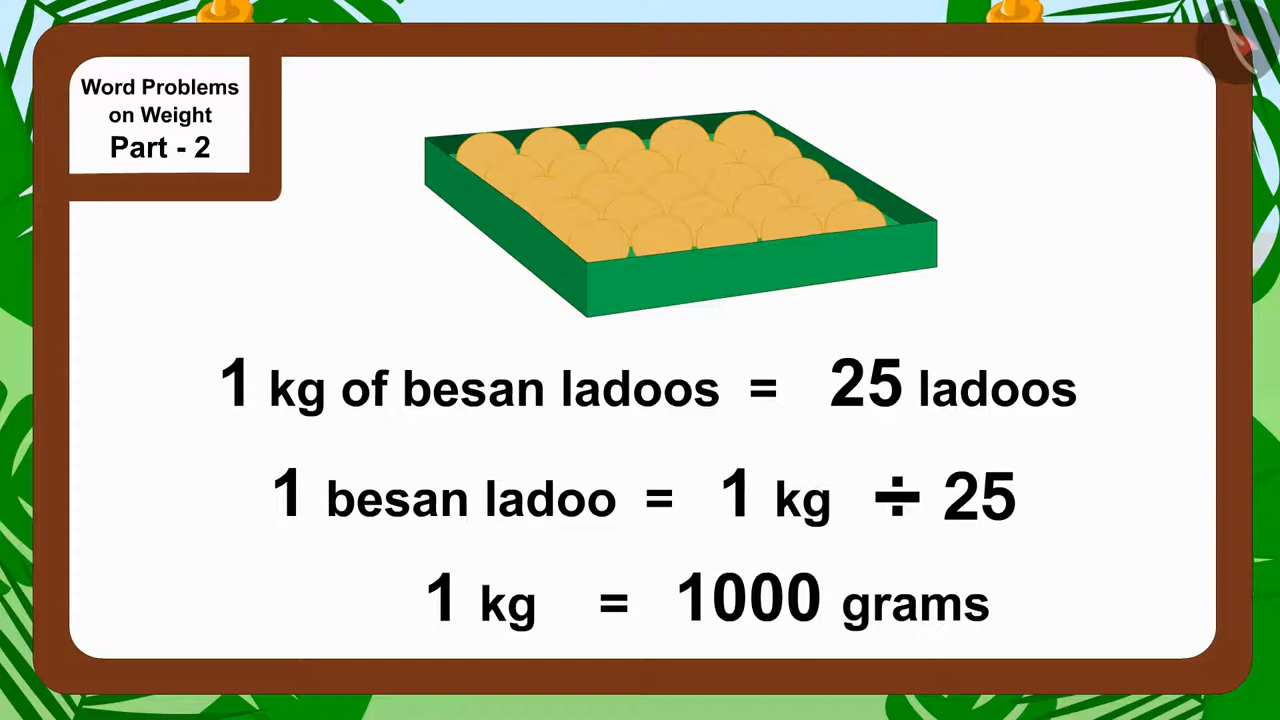 Word Problems
on Weight
Part - 2
1 kg of besan ladoos = 25 ladoos
1 besan ladoo = 1 kg ÷ 25
1 kg = 1000 grams